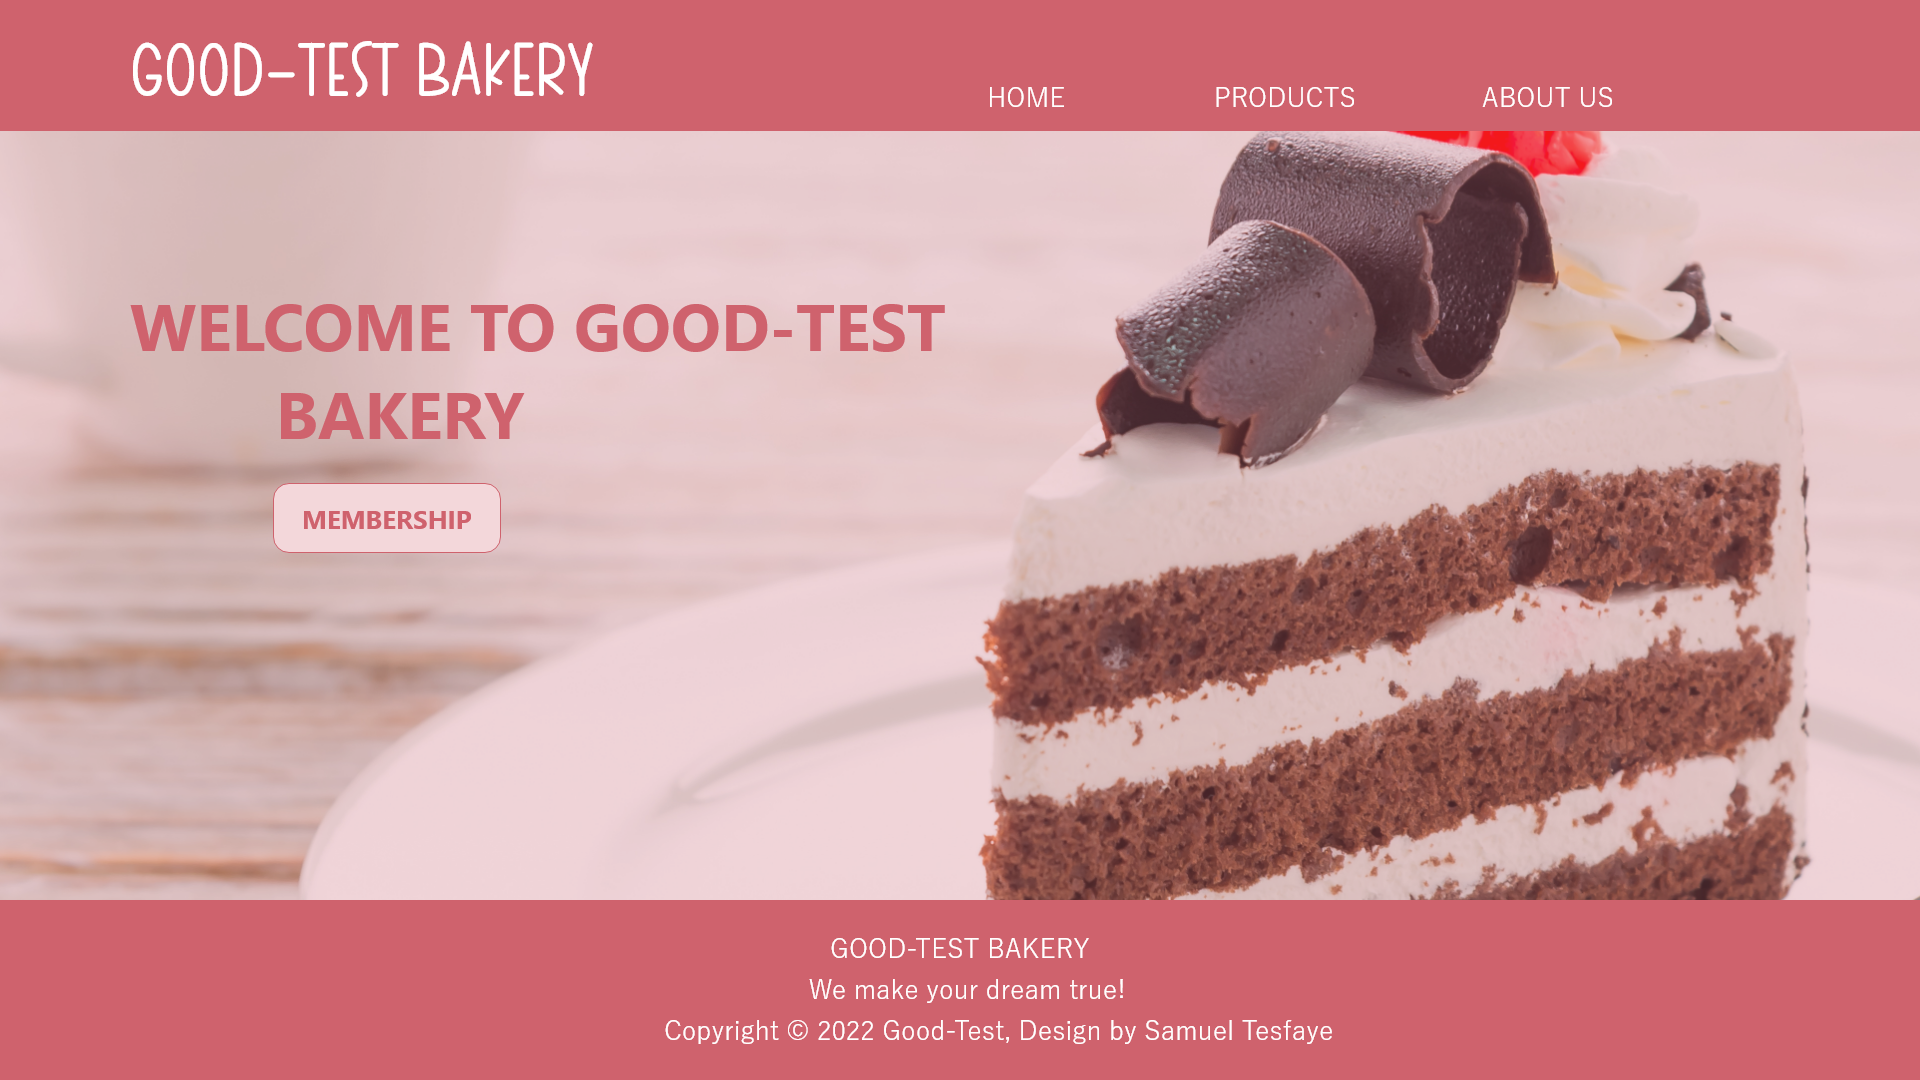 GOOD-TEST BAKERY
HOME
PRODUCTS
ABOUT US
WELCOME TO GOOD-TEST
BAKERY
MEMBERSHIP
GOOD-TEST BAKERY
We make your dream true!
Copyright © 2022 Good-Test, Design by Samuel Tesfaye